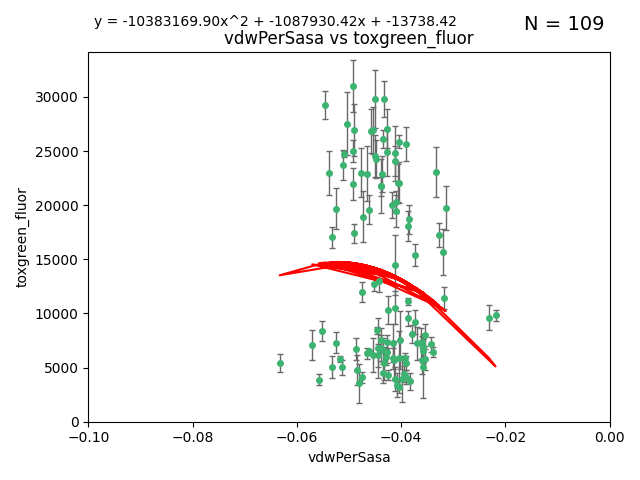 y = -10383169.90x^2 + -1087930.42x + -13738.42
N = 109
vdwPerSasa vs toxgreen_fluor
toxgreen_fluor
30000
25000
20000
15000
10000
5000
0
−0.10
−0.08
−0.06
−0.04
−0.02
0.00
vdwPerSasa